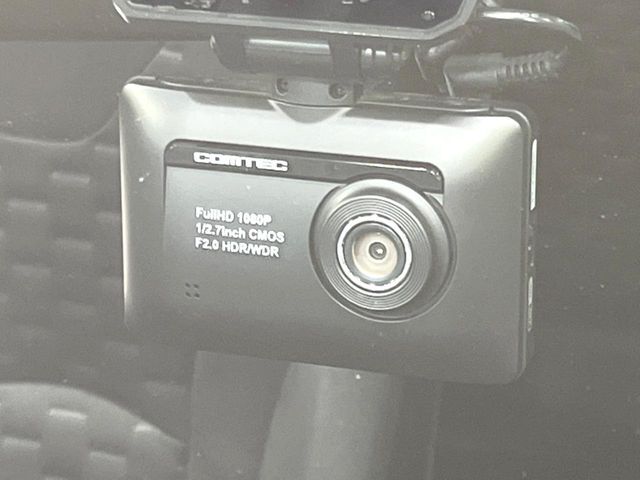 COMTEC
FullHD 1080P
1/2.7inch CMOS
F2.0 HDR/WDR